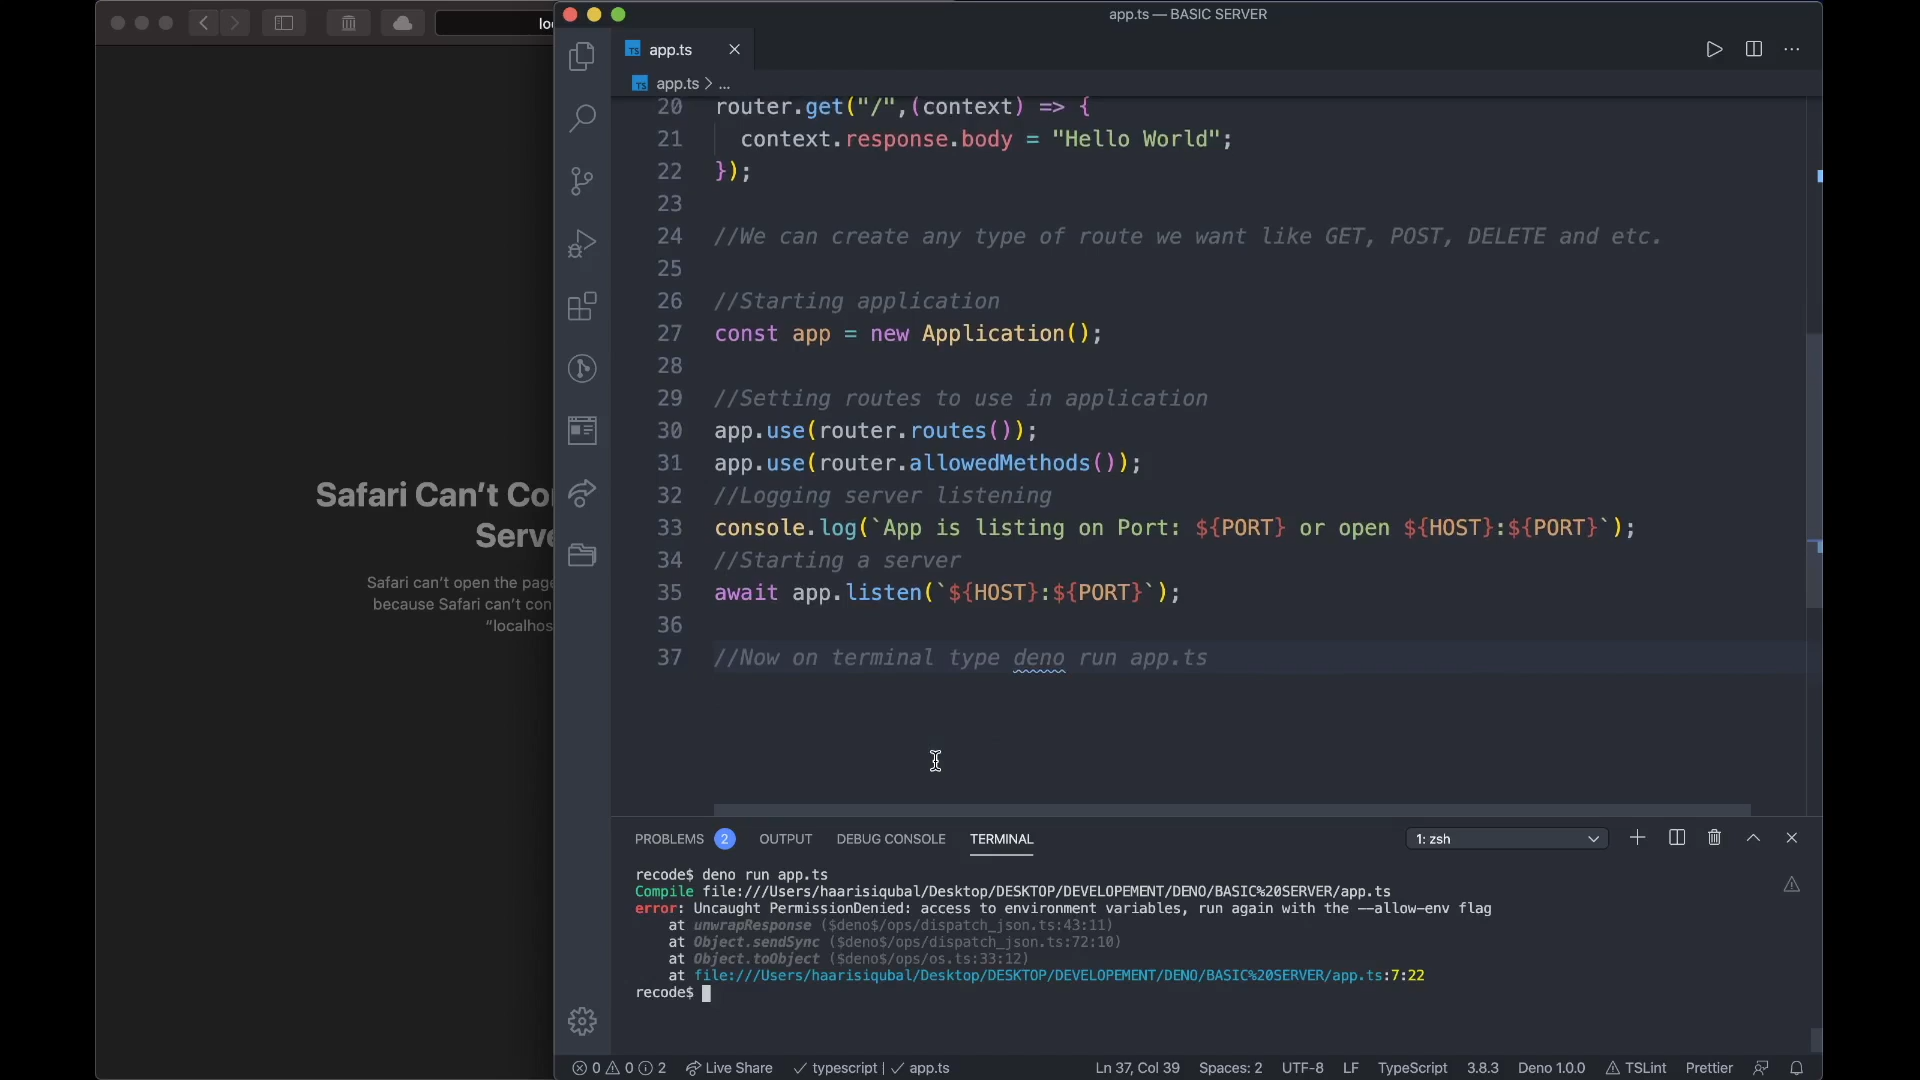 lo
app.ts — BASIC SERVER
TS app.ts
TS app.ts > ...
20 router.get("/",(context) => {
21 context.response.body = "Hello World";
22 });
23
24 //We can create any type of route we want like GET, POST, DELETE and etc.
25
26 //Starting application
27 const app = new Application();
28
29 //Setting routes to use in application
30 app.use(router.routes());
31 app.use(router.allowedMethods());
32 //Logging server listening
33 console.log(`App is listing on Port: ${PORT} or open ${HOST}:${PORT}`);
34 //Starting a server
35 await app.listen(`${HOST}:${PORT}`);
36
37 //Now on terminal type deno run app.ts
Safari Can't Co
Serve
Safari can't open the page
because Safari can't con
"localhos
PROBLEMS 2 OUTPUT DEBUG CONSOLE TERMINAL 1: zsh
recode$ deno run app.ts
Compile file:///Users/haarisiqubal/Desktop/DESKTOP/DEVELOPEMENT/DENO/BASIC%20SERVER/app.ts
error: Uncaught PermissionDenied: access to environment variables, run again with the --allow-env flag
at unwrapResponse ($deno$/ops/dispatch_json.ts:43:11)
at Object.sendSync ($deno$/ops/dispatch_json.ts:72:10)
at Object.toObject ($deno$/ops/os.ts:33:12)
at file:///Users/haarisiqubal/Desktop/DESKTOP/DEVELOPEMENT/DENO/BASIC%20SERVER/app.ts:7:22
recode$
0 0 2 Live Share typescript | app.ts Ln 37, Col 39 Spaces: 2 UTF-8 LF TypeScript 3.8.3 Deno 1.0.0 TSLint Prettier